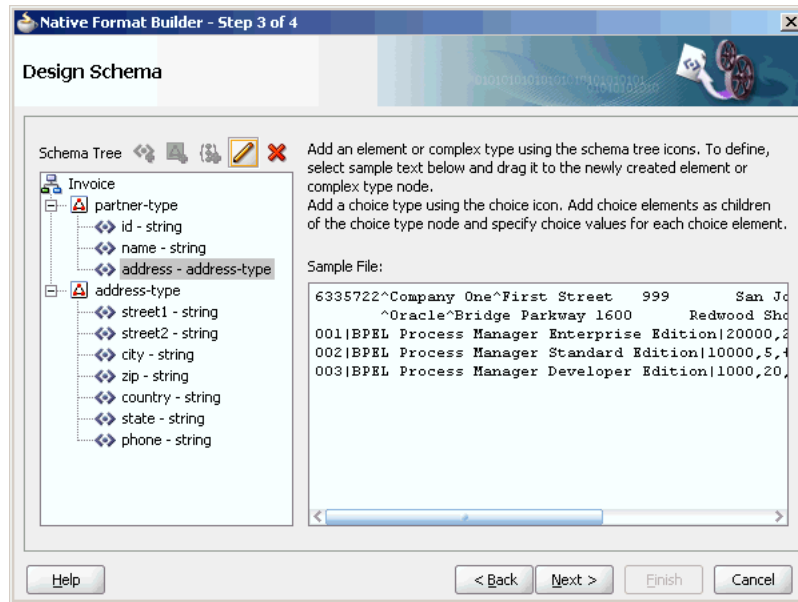 Native Format Builder - Step 3 of 4
Design Schema
Schema Tree
Invoice
partner-type
id - string
name - string
address - address-type
address-type
street1 - string
street2 - string
city - string
zip - string
country - string
state - string
phone - string
Add an element or complex type using the schema tree icons. To define,
select sample text below and drag it to the newly created element or
complex type node.
Add a choice type using the choice icon. Add choice elements as children
of the choice type node and specify choice values for each choice element.
Sample File:
6335722^Company One^First Street 999 San Jo
^Oracle^Bridge Parkway 1600 Redwood Sho
001|BPEL Process Manager Enterprise Edition|20000,2
002|BPEL Process Manager Standard Edition|10000,5,
003|BPEL Process Manager Developer Edition|1000,20,
Help
< Back
Next >
Finish
Cancel